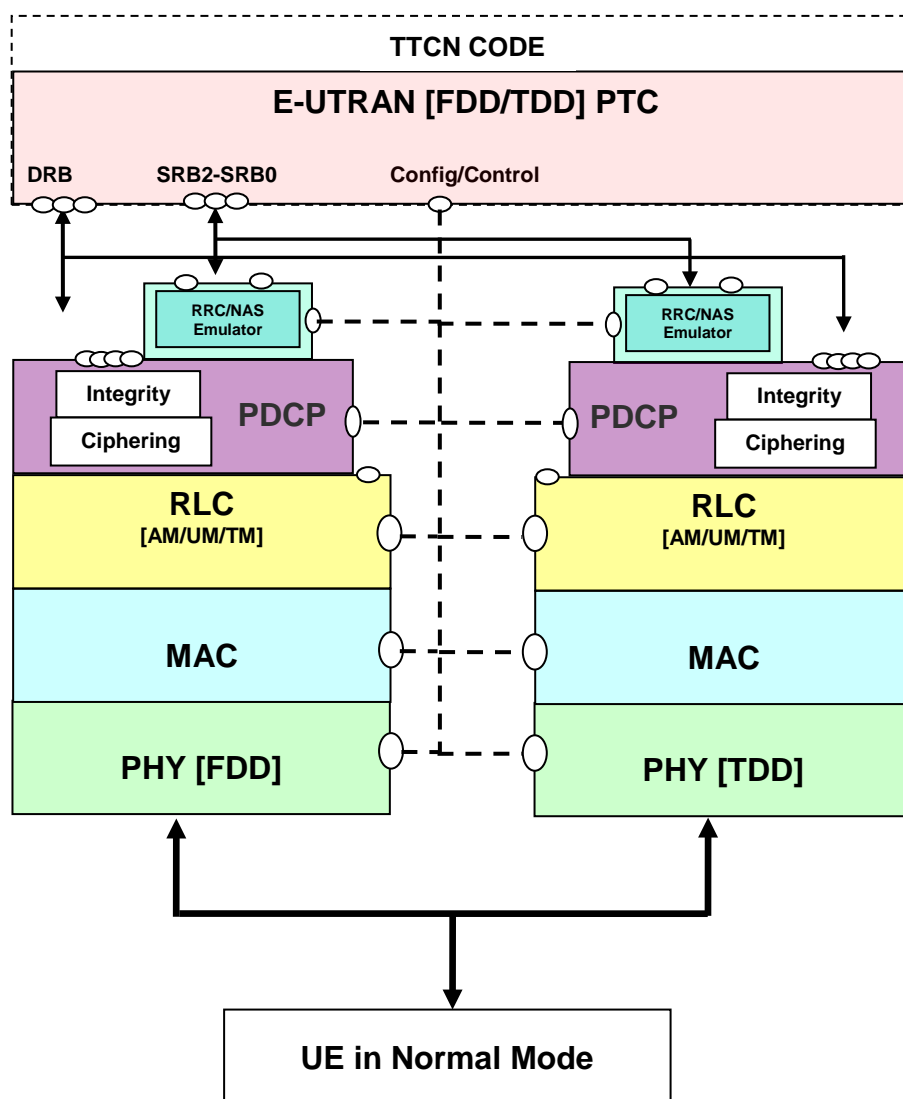 TTCN CODE
E-UTRAN [FDD/TDD] PTC
DRB
SRB2-SRB0
Config/Control
RRC/NAS
Emulator
RRC/NAS
Emulator
Integrity
Ciphering
PDCP
PDCP
Integrity
Ciphering
RLC
[AM/UM/TM]
RLC
[AM/UM/TM]
MAC
MAC
PHY [FDD]
PHY [TDD]
UE in Normal Mode